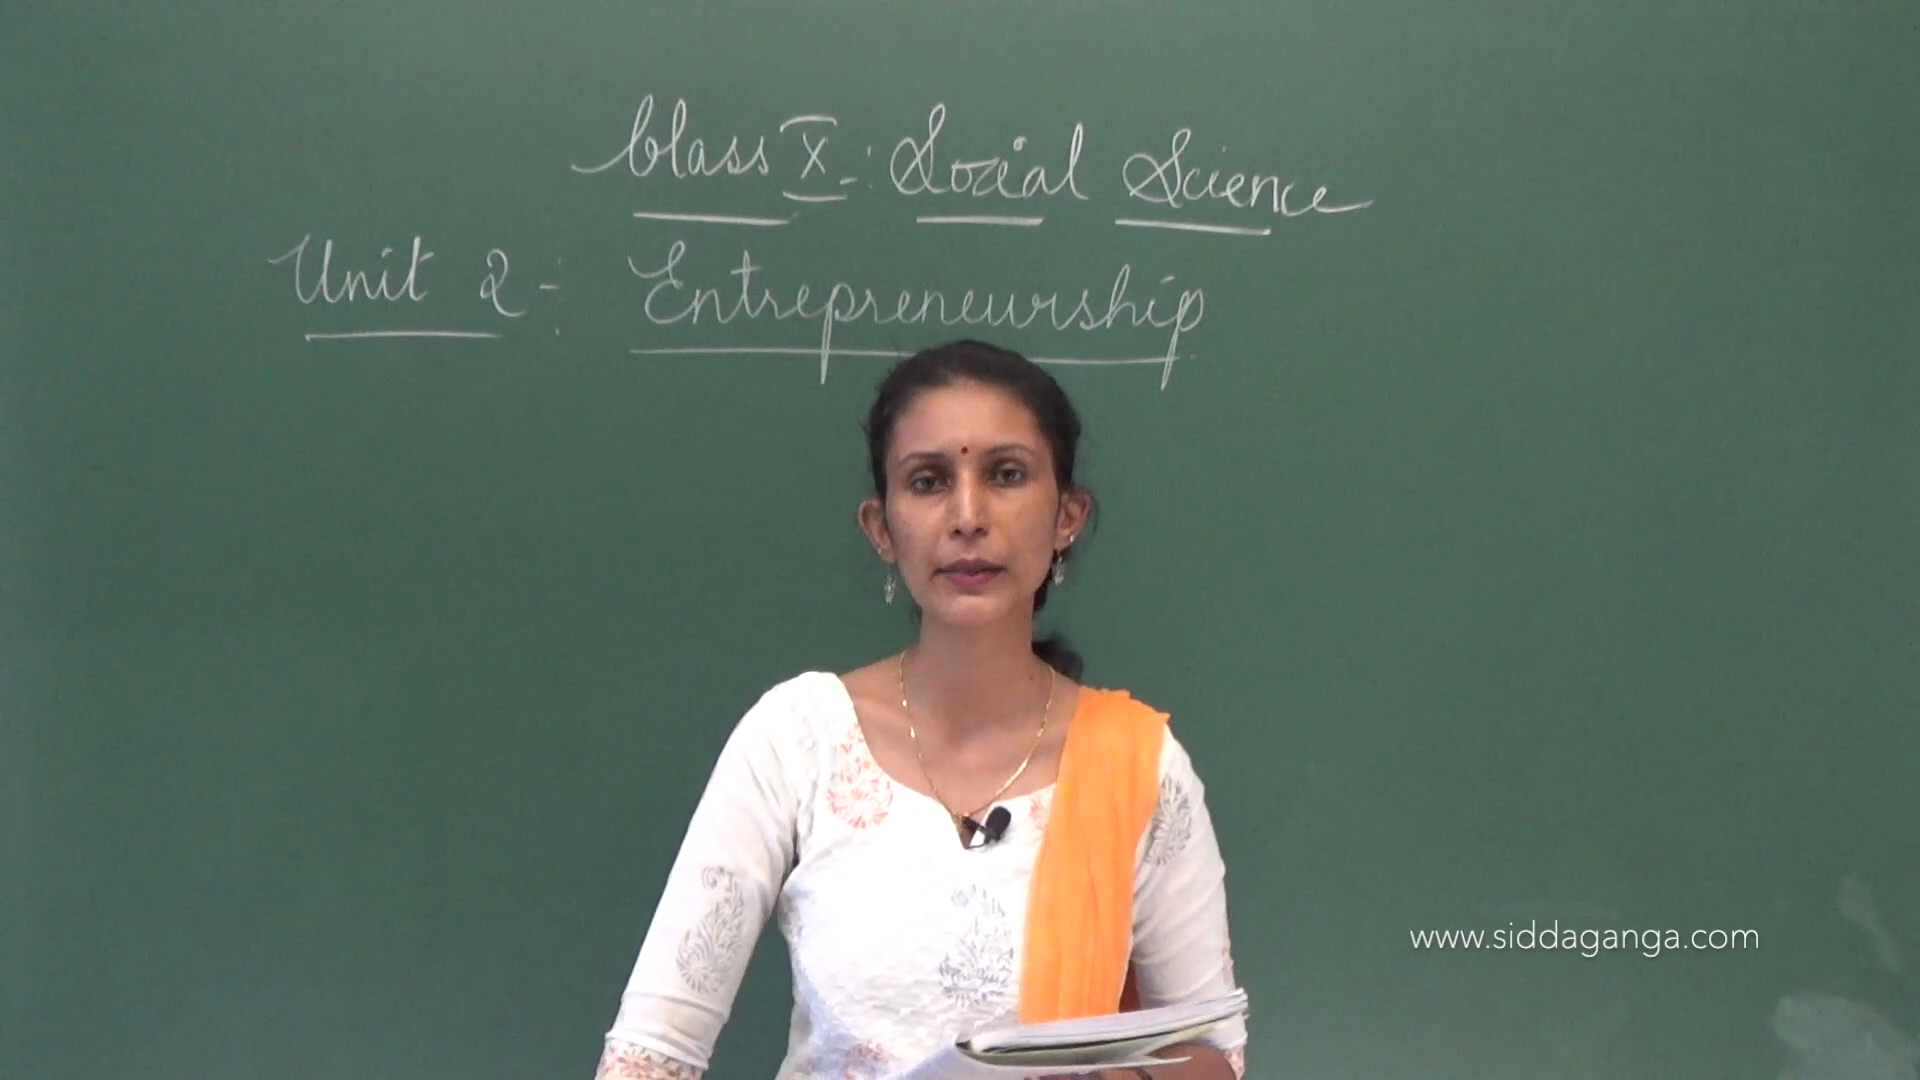 Class X : Social Science
Unit 2 : Entrepreneurship
www.siddaganga.com